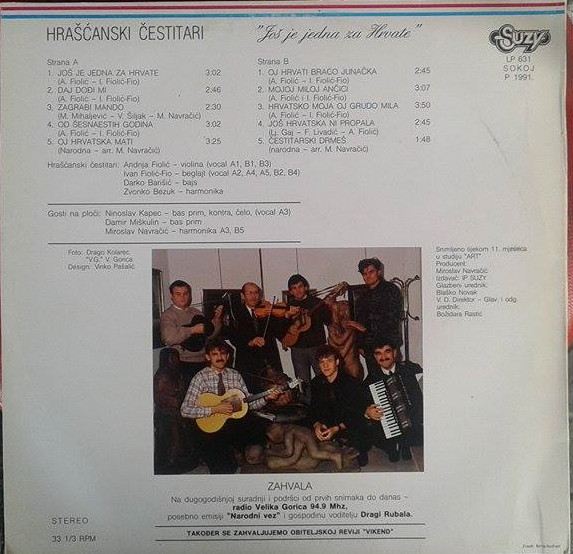 HRAŠĆANSKI ČESTITARI
"Još je jedna za Hrvate"
Suzy
LP 631
SOKOJ
P 1991.
Strana A
1. JOŠ JE JEDNA ZA HRVATE 3:02
(A. Fiolić – I. Fiolić-Fio)
2. DAJ DOĐI MI 2:46
(A. Fiolić – I. Fiolić-Fio)
3. ZAGRABI MANDO 2:30
(M. Mihaljević – V. Šiljak – M. Navračić)
4. OD ŠESNAESTIH GODINA 3:02
(A. Fiolić – I. Fiolić-Fio)
5. OJ HRVATSKA MATI 3:25
(Narodna – arr. M. Navračić)
Strana B
1. OJ HRVATI BRAĆO JUNAČKA 2:45
(A. Fiolić – I. Fiolić-Fio)
2. MOJOJ MILOJ ANČICI 3:07
(A. Fiolić i I. Fiolić-Fio)
3. HRVATSKO MOJA OJ GRUDO MILA 3:50
(A. Fiolić – I. Fiolić-Fio)
4. JOŠ HRVATSKA NI PROPALA 2:45
(Lj. Gaj – F. Livadić – A. Fiolić)
5. ČESTITARSKI DRMEŠ 1:48
(narodna – arr. M. Navračić)
Hrašćanski čestitari: Andrija Fiolić – violina (vocal A1, B1, B3)
Ivan Fiolić-Fio – beglajt (vocal A2, A4, A5, B2, B4)
Darko Barišić – bajs
Zvonko Bezuk – harmonika
Gosti na ploči: Ninoslav Kapec – bas prim, kontra, čelo, (vocal A3)
Damir Miškulin – bas prim
Miroslav Navračić – harmonika A3, B5
Foto: Drago Kolarec
"V.G." V. Gorica
Design: Vinko Pašalić
Snimljeno tijekom 11. mjeseca
u studiju "ART"
Producent:
Miroslav Navračić
Izdavač: IP SUZY
Glazbeni urednik:
Blaško Novak
V. D. Direktor – Glav. i odg.
urednik:
Božidara Rastić
ZAHVALA
Na dugogodišnjoj suradnji i podršci od prvih snimaka do danas –
radio Velika Gorica 94.9 Mhz,
posebno emisiji "Narodni vez" i gospodinu voditelju Dragi Rubala.
TAKOĐER SE ZAHVALJUJEMO OBITELJSKOJ REVIJI "VIKEND"
STEREO
33 1/3 RPM